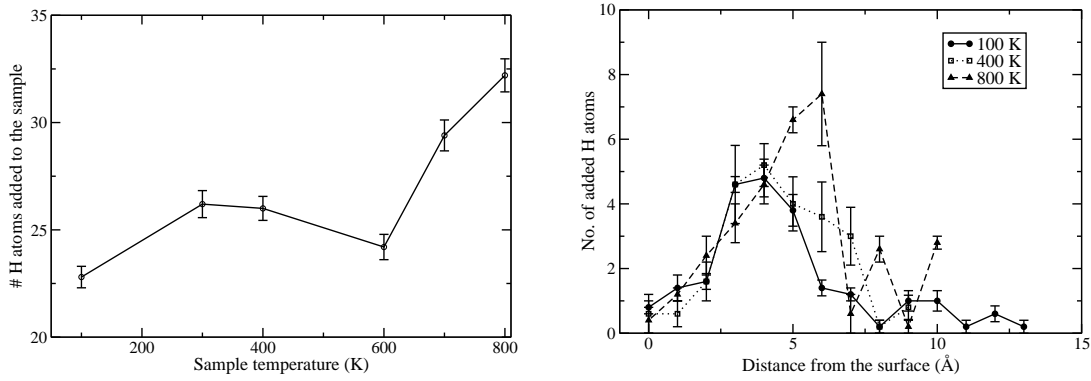 35
30
25
20
# H atoms added to the sample
200
400
600
800
Sample temperature (K)
10
8
6
4
2
0
No. of added H atoms
100 K
400 K
800 K
0
5
10
15
Distance from the surface (Å)